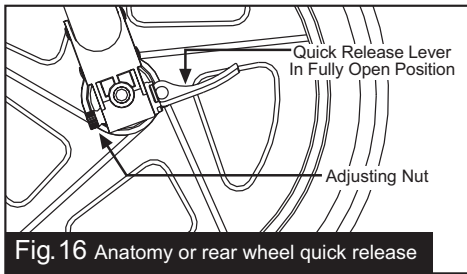 Quick Release Lever
In Fully Open Position
Adjusting Nut
Fig.16 Anatomy or rear wheel quick release